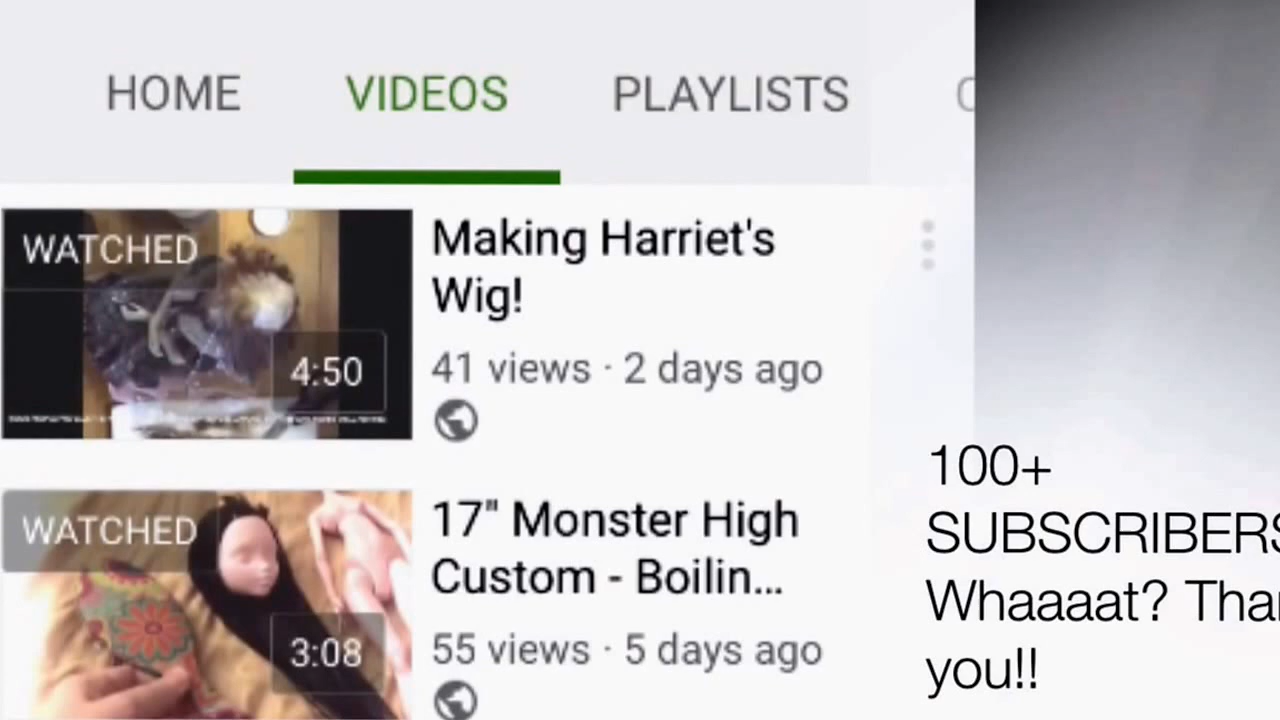 HOME VIDEOS PLAYLISTS
WATCHED
4:50
Making Harriet's
Wig!
41 views · 2 days ago
WATCHED
3:08
17" Monster High
Custom - Boilin...
55 views · 5 days ago
100+
SUBSCRIBERS
Whaaaat? Than
you!!